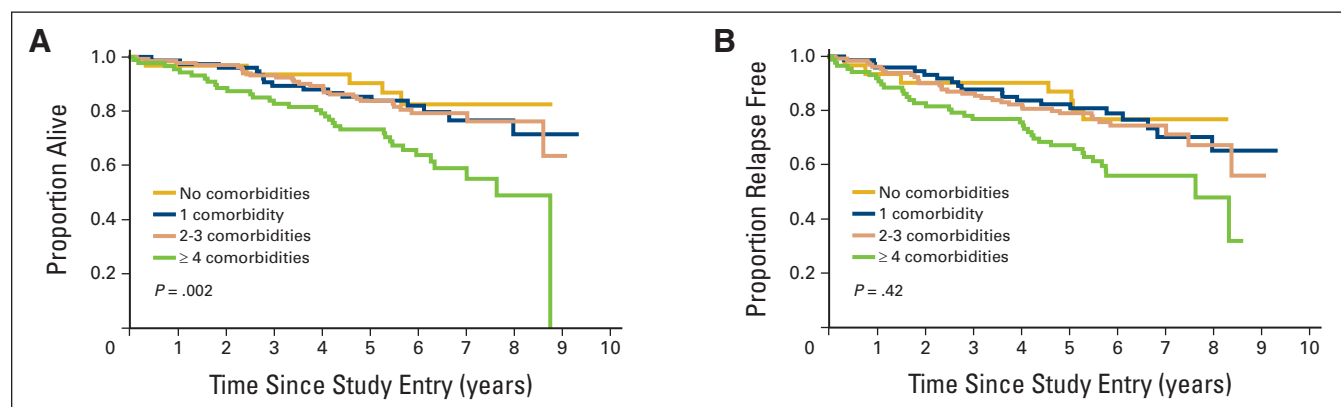 A
Proportion Alive
1.0
0.8
0.6
0.4
0.2
No comorbidities
1 comorbidity
2-3 comorbidities
≥ 4 comorbidities
P = .002
0 1 2 3 4 5 6 7 8 9 10
Time Since Study Entry (years)
B
Proportion Relapse Free
1.0
0.8
0.6
0.4
0.2
No comorbidities
1 comorbidity
2-3 comorbidities
≥ 4 comorbidities
P = .42
0 1 2 3 4 5 6 7 8 9 10
Time Since Study Entry (years)